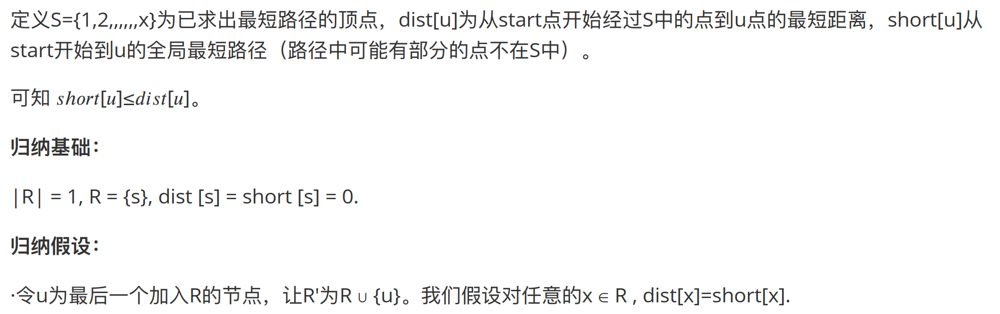 定义S={1,2,,,,,,x}为已求出最短路径的顶点，dist[u]为从start点开始经过S中的点到u点的最短距离，short[u]从
start开始到u的全局最短路径（路径中可能有部分的点不在S中）。
可知 short[u]≤dist[u]。
归纳基础：
|R| = 1, R = {s}, dist [s] = short [s] = 0.
归纳假设：
·令u为最后一个加入R的节点，让R'为R ∪ {u}。我们假设对任意的x ∈ R , dist[x]=short[x].